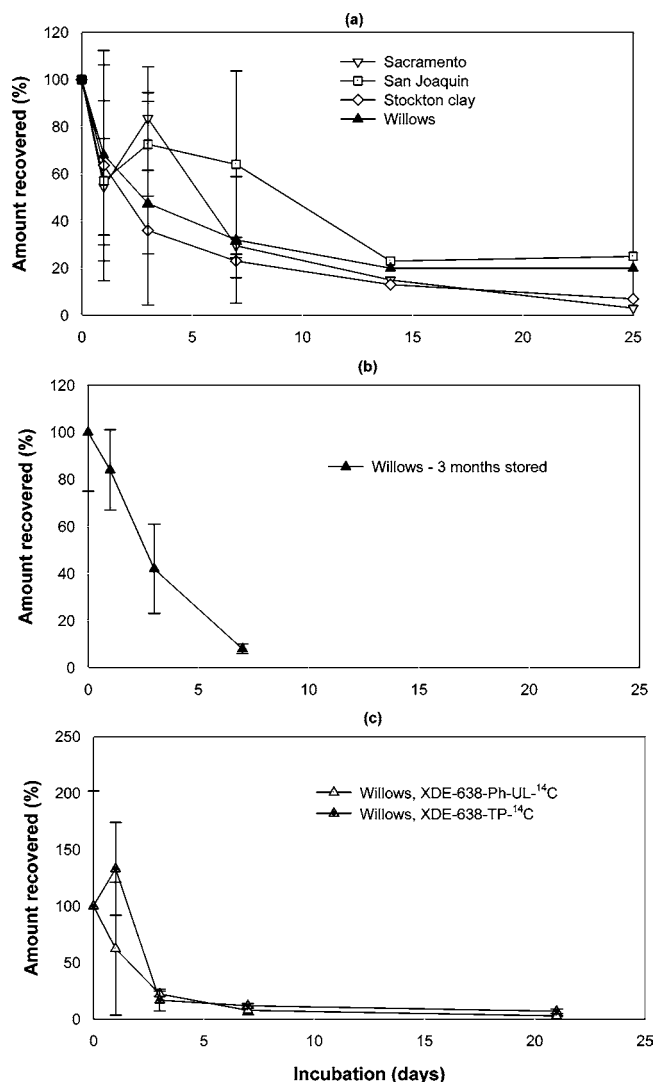 (a)
Amount recovered (%)
120
100
80
60
40
20
0
Sacramento
San Joaquin
Stockton clay
Willows
0 5 10 15 20 25
(b)
Amount recovered (%)
120
100
80
60
40
20
0
Willows - 3 months stored
0 5 10 15 20 25
(c)
Amount recovered (%)
250
200
150
100
50
0
Willows, XDE-638-Ph-UL-¹⁴C
Willows, XDE-638-TP-¹⁴C
0 5 10 15 20 25
Incubation (days)